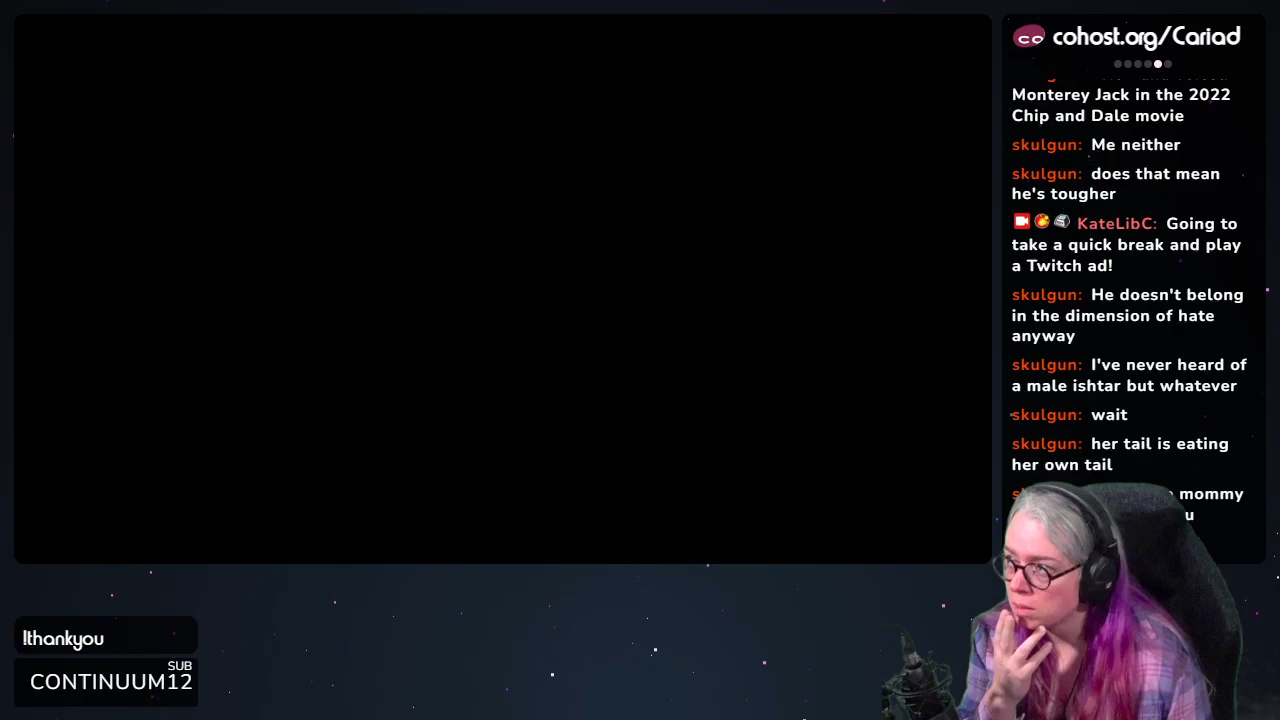 cohost.org/Cariad
Monterey Jack in the 2022
Chip and Dale movie
skulgun: Me neither
skulgun: does that mean
he's tougher
KateLibC: Going to
take a quick break and play
a Twitch ad!
skulgun: He doesn't belong
in the dimension of hate
anyway
skulgun: I've never heard of
a male ishtar but whatever
skulgun: wait
skulgun: her tail is eating
her own tail
mommy
!thankyou
SUB
CONTINUUM12